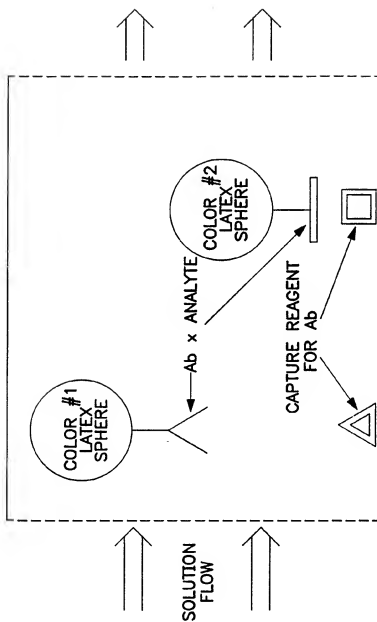 COLOR #1
LATEX
SPHERE
COLOR #2
LATEX
SPHERE
Ab x ANALYTE
CAPTURE REAGENT
FOR Ab
SOLUTION
FLOW